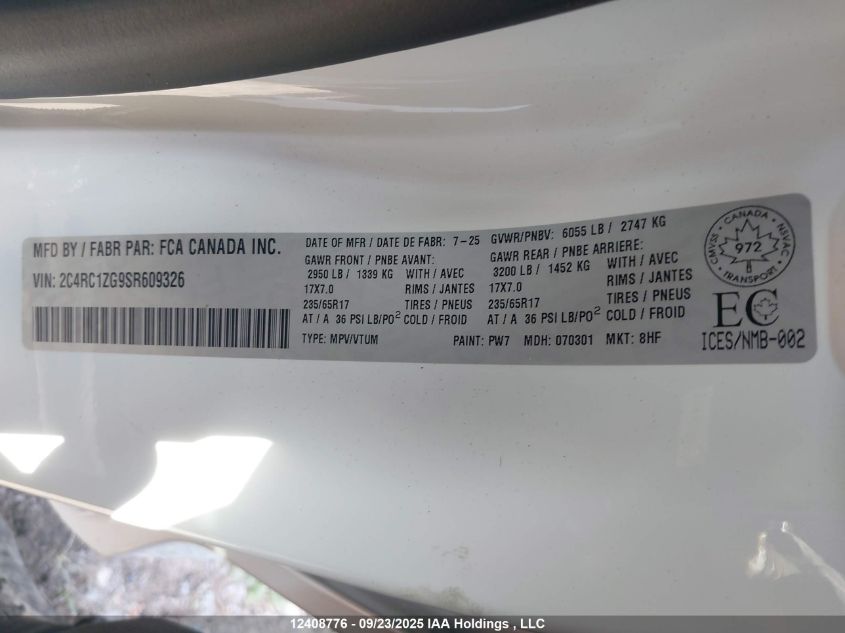 MFD BY / FABR PAR: FCA CANADA INC.
VIN: 2C4RC1ZG9SR609326
DATE OF MFR / DATE DE FABR: 7-25
GAWR FRONT / PNBE AVANT:
2950 LB / 1339 KG WITH / AVEC
17X7.0 RIMS / JANTES
235/65R17 TIRES / PNEUS
AT / A 36 PSI LB/PO² COLD / FROID
TYPE: MPV/VTUM
GVWR/PNBV: 6055 LB / 2747 KG
GAWR REAR / PNBE ARRIERE:
3200 LB / 1452 KG WITH / AVEC
17X7.0 RIMS / JANTES
235/65R17 TIRES / PNEUS
AT / A 36 PSI LB/PO² COLD / FROID
PAINT: PW7 MDH: 070301 MKT: 8HF
CANADA
CMVSS 972 NSVAC
TRANSPORT
EC
ICES/NMB-002
12408776 - 09/23/2025 IAA Holdings , LLC